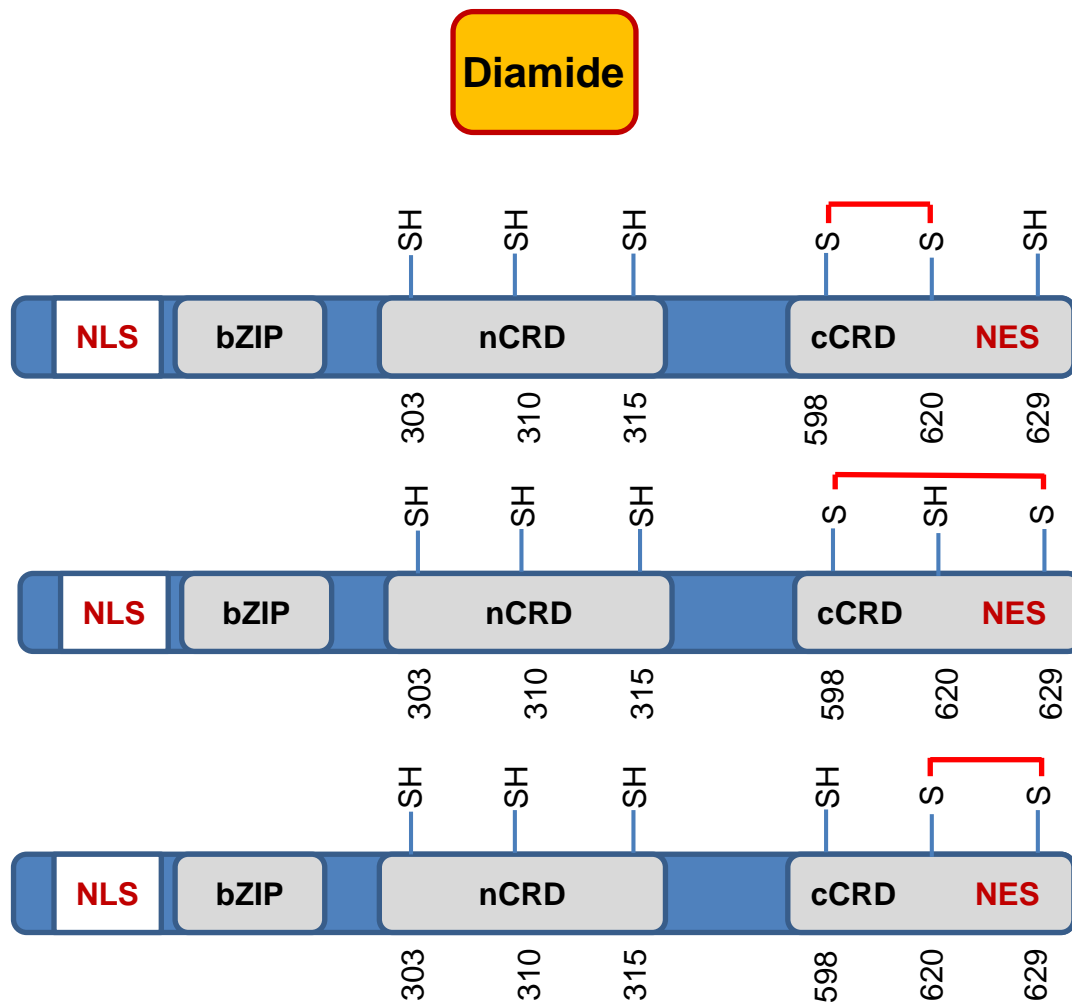 Diamide
SH SH SH S S SH
NLS bZIP nCRD cCRD NES
303 310 315 598 620 629
SH SH SH S SH S
NLS bZIP nCRD cCRD NES
303 310 315 598 620 629
SH SH SH SH S S
NLS bZIP nCRD cCRD NES
303 310 315 598 620 629